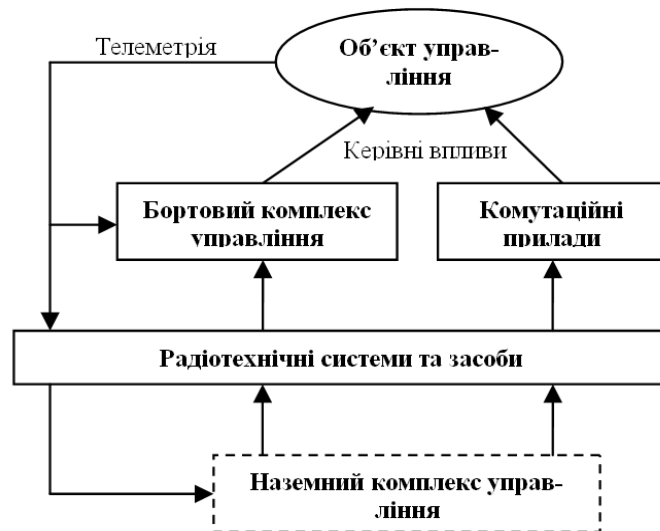 Телеметрія
Об’єкт управ-
ління
Керівні впливи
Бортовий комплекс
управління
Комутаційні
прилади
Радіотехнічні системи та засоби
Наземний комплекс управ-
ління